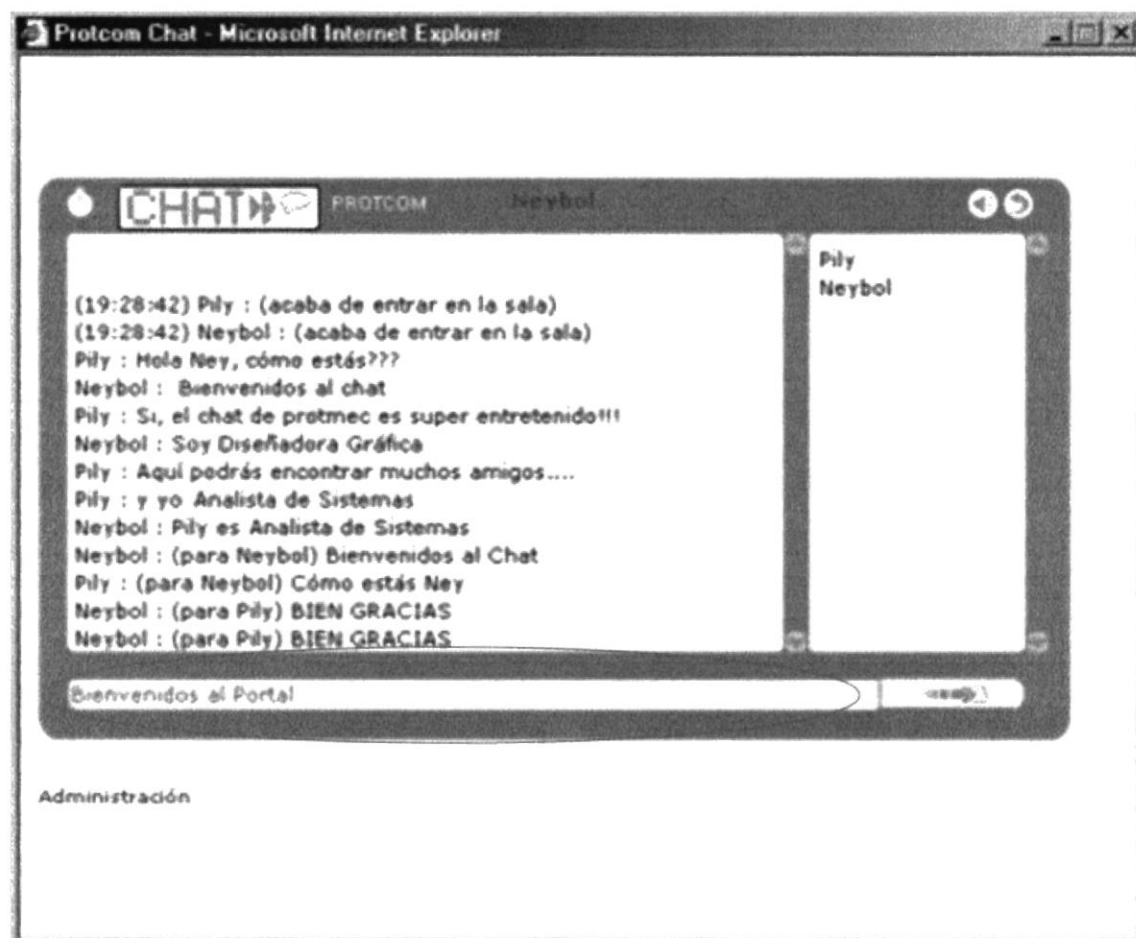 Protcom Chat - Microsoft Internet Explorer
CHAT PROTCOM Neybol
Pily
Neybol
(19:28:42) Pily : (acaba de entrar en la sala)
(19:28:42) Neybol : (acaba de entrar en la sala)
Pily : Hola Ney, cómo estás???
Neybol : Bienvenidos al chat
Pily : Si, el chat de protmec es super entretenido!!!
Neybol : Soy Diseñadora Gráfica
Pily : Aquí podrás encontrar muchos amigos....
Pily : y yo Analista de Sistemas
Neybol : Pily es Analista de Sistemas
Neybol : (para Neybol) Bienvenidos al Chat
Pily : (para Neybol) Cómo estás Ney
Neybol : (para Pily) BIEN GRACIAS
Neybol : (para Pily) BIEN GRACIAS
Bienvenidos al Portal
Administración